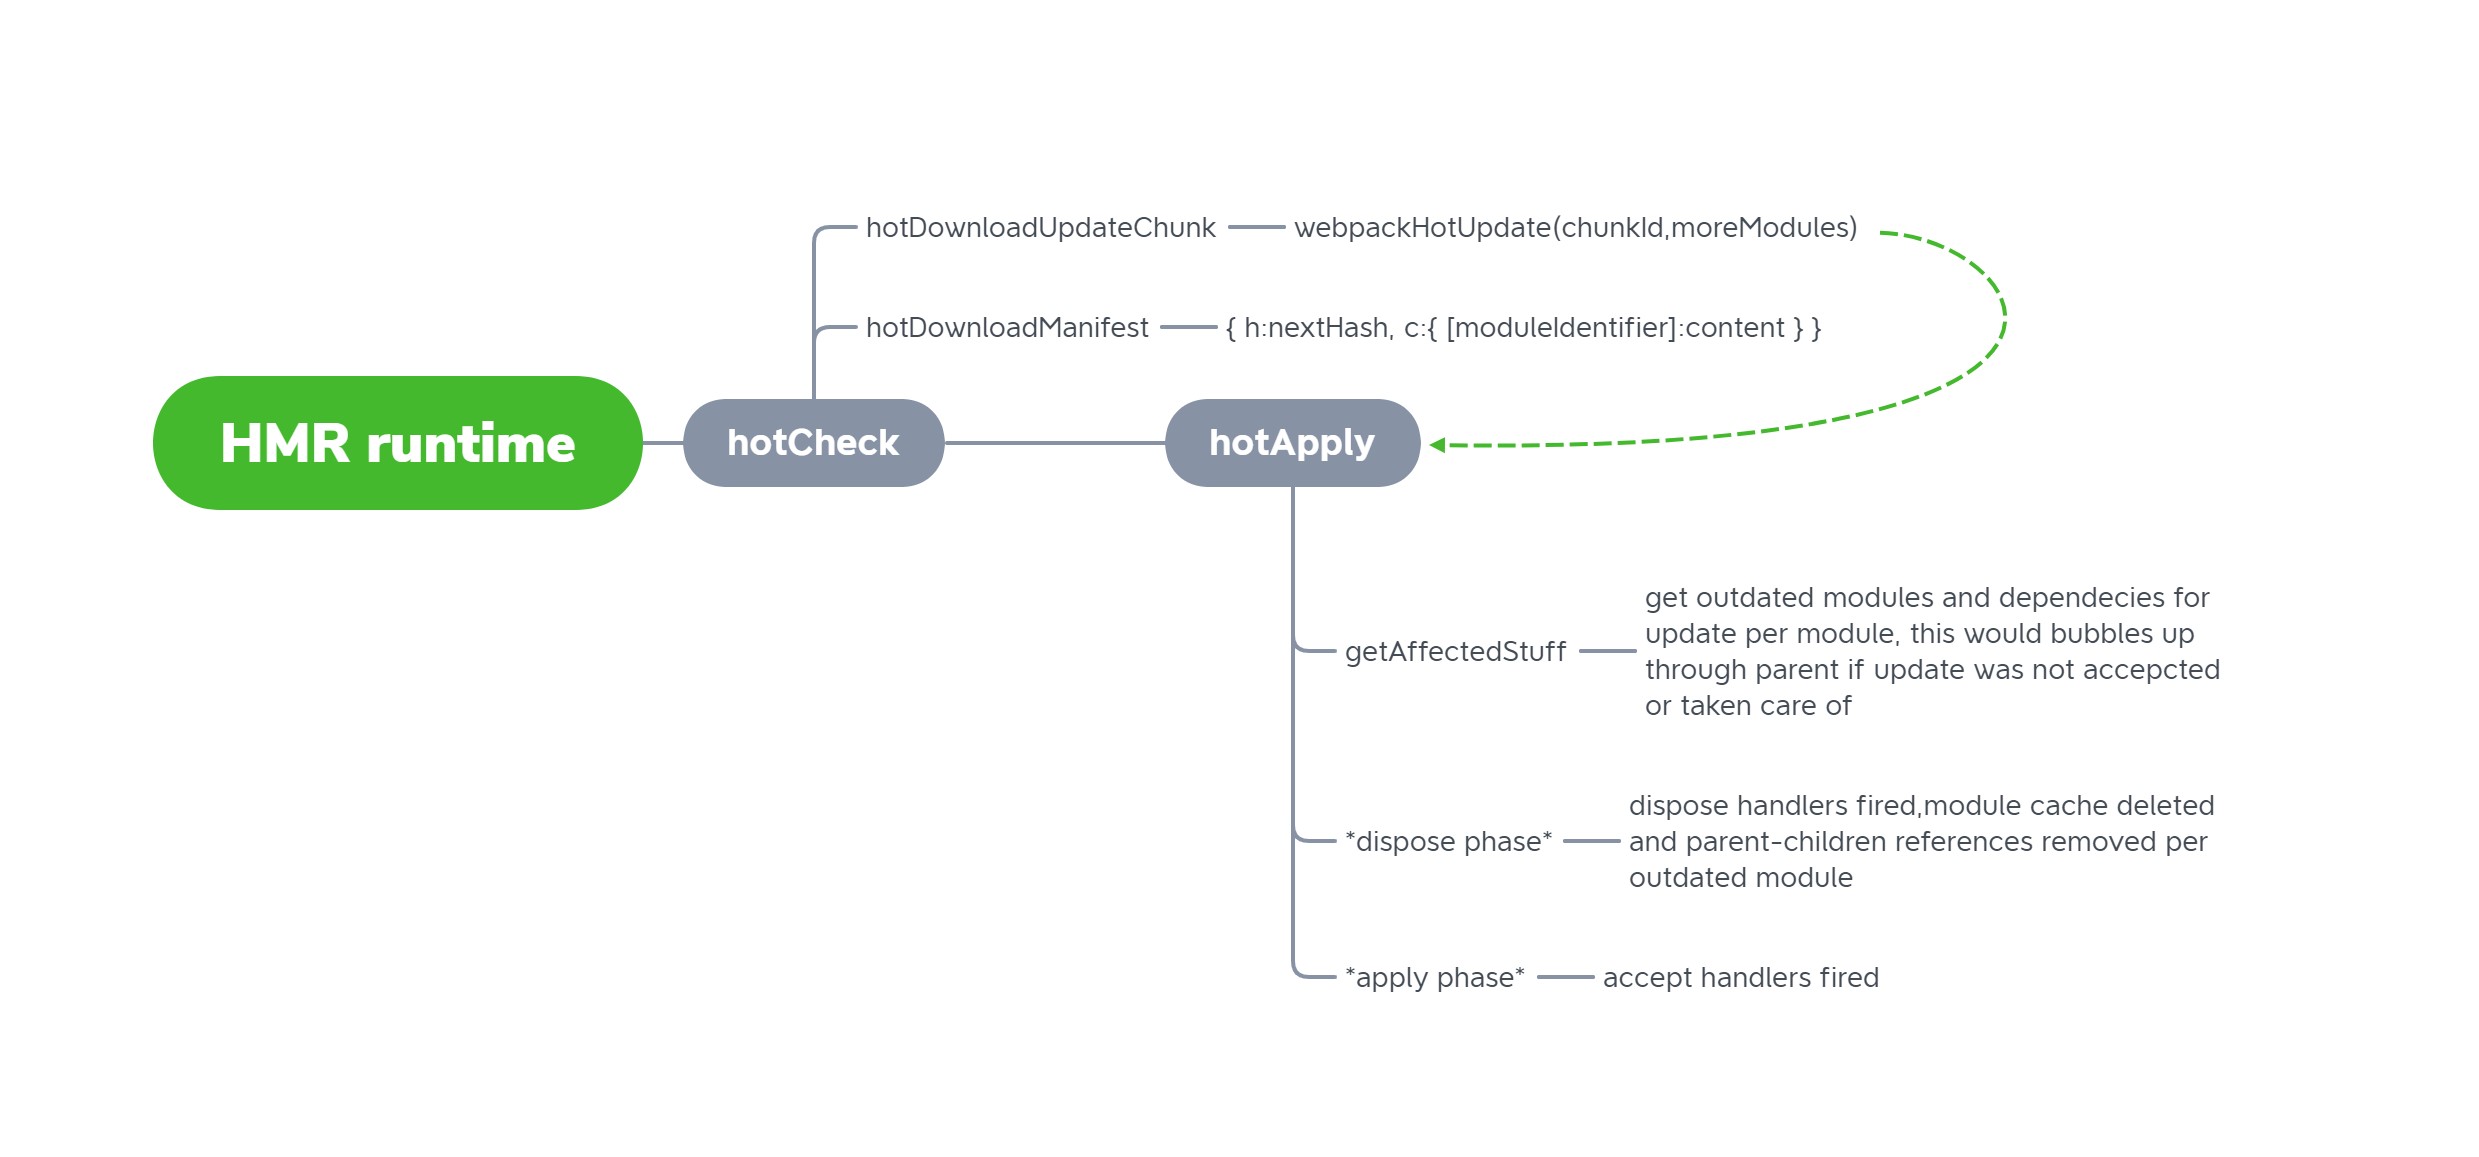 hotDownloadUpdateChunk
webpackHotUpdate(chunkId,moreModules)
hotDownloadManifest
{ h:nextHash, c:{ [moduleIdentifier]:content } }
HMR runtime
hotCheck
hotApply
getAffectedStuff
get outdated modules and dependecies for
update per module, this would bubbles up
through parent if update was not accepcted
or taken care of
*dispose phase*
dispose handlers fired,module cache deleted
and parent-children references removed per
outdated module
*apply phase*
accept handlers fired